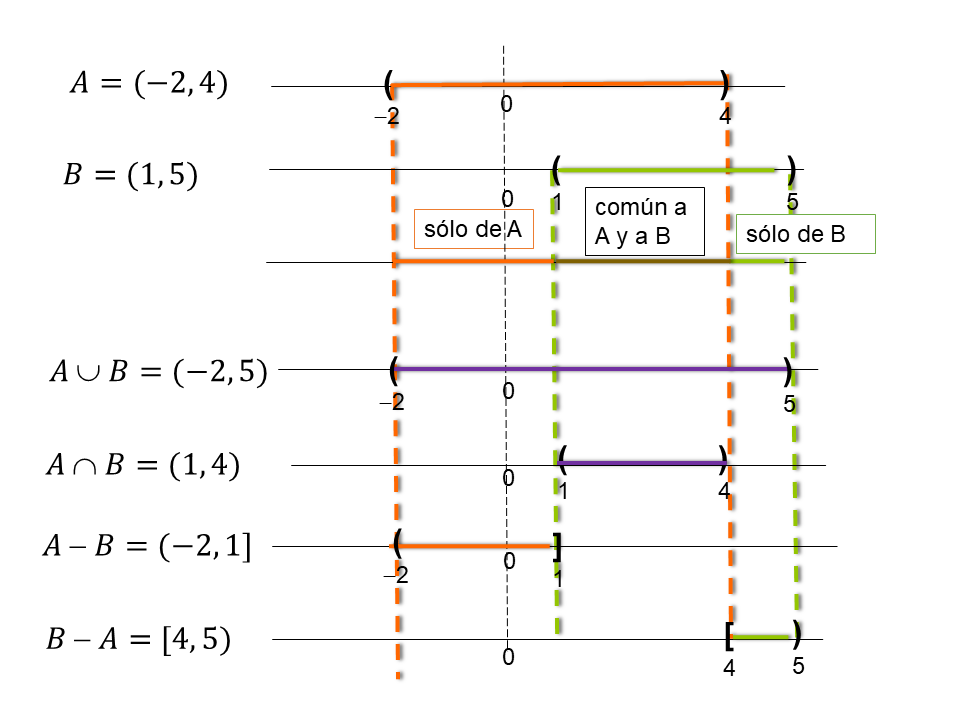 A = (−2, 4)
( )
−2 0 4
B = (1, 5)
( )
0 1 5
sólo de A
común a
A y a B
sólo de B
A ∪ B = (−2, 5)
( )
−2 0 5
A ∩ B = (1, 4)
( )
0 1 4
A – B = (−2, 1]
( ]
−2 0 1
B – A = [4, 5)
[ )
0 4 5